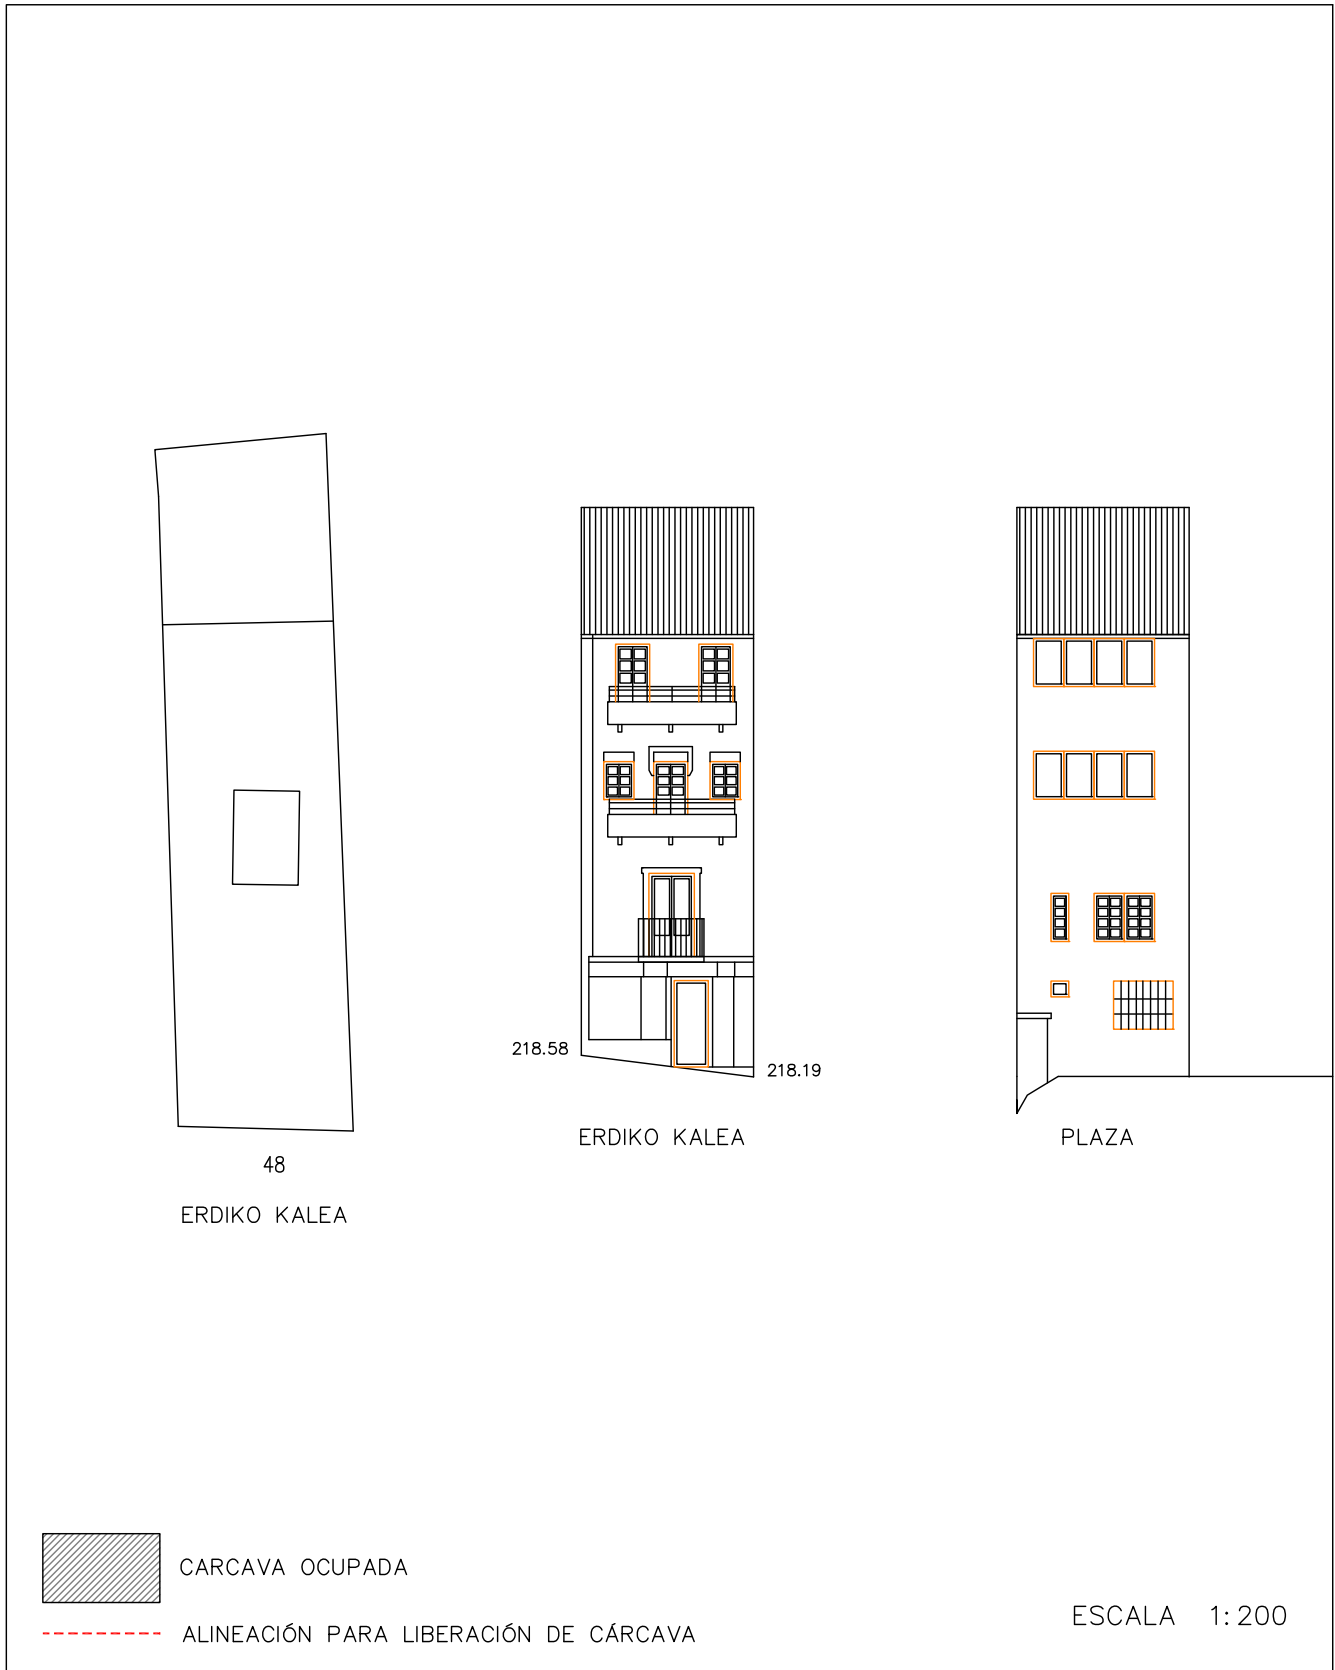 218.58
218.19
ERDIKO KALEA
PLAZA
48
ERDIKO KALEA
CARCAVA OCUPADA
ALINEACIÓN PARA LIBERACIÓN DE CÁRCAVA
ESCALA 1:200